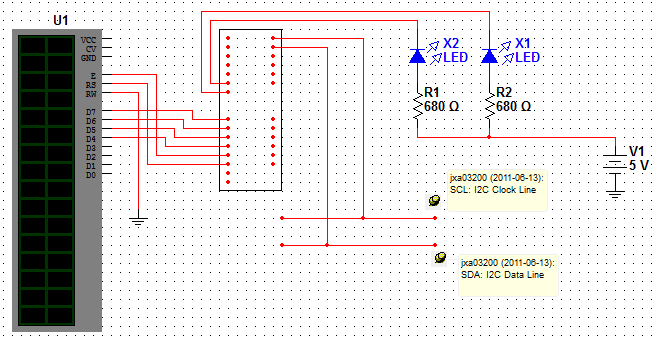 U1
VCC
CV
GND
E
RS
RW
D7
D6
D5
D4
D3
D2
D1
D0
X2
LED
X1
LED
R1
680 Ω
R2
680 Ω
V1
5 V
jxa03200 (2011-06-13):
SCL: I2C Clock Line
jxa03200 (2011-06-13):
SDA: I2C Data Line